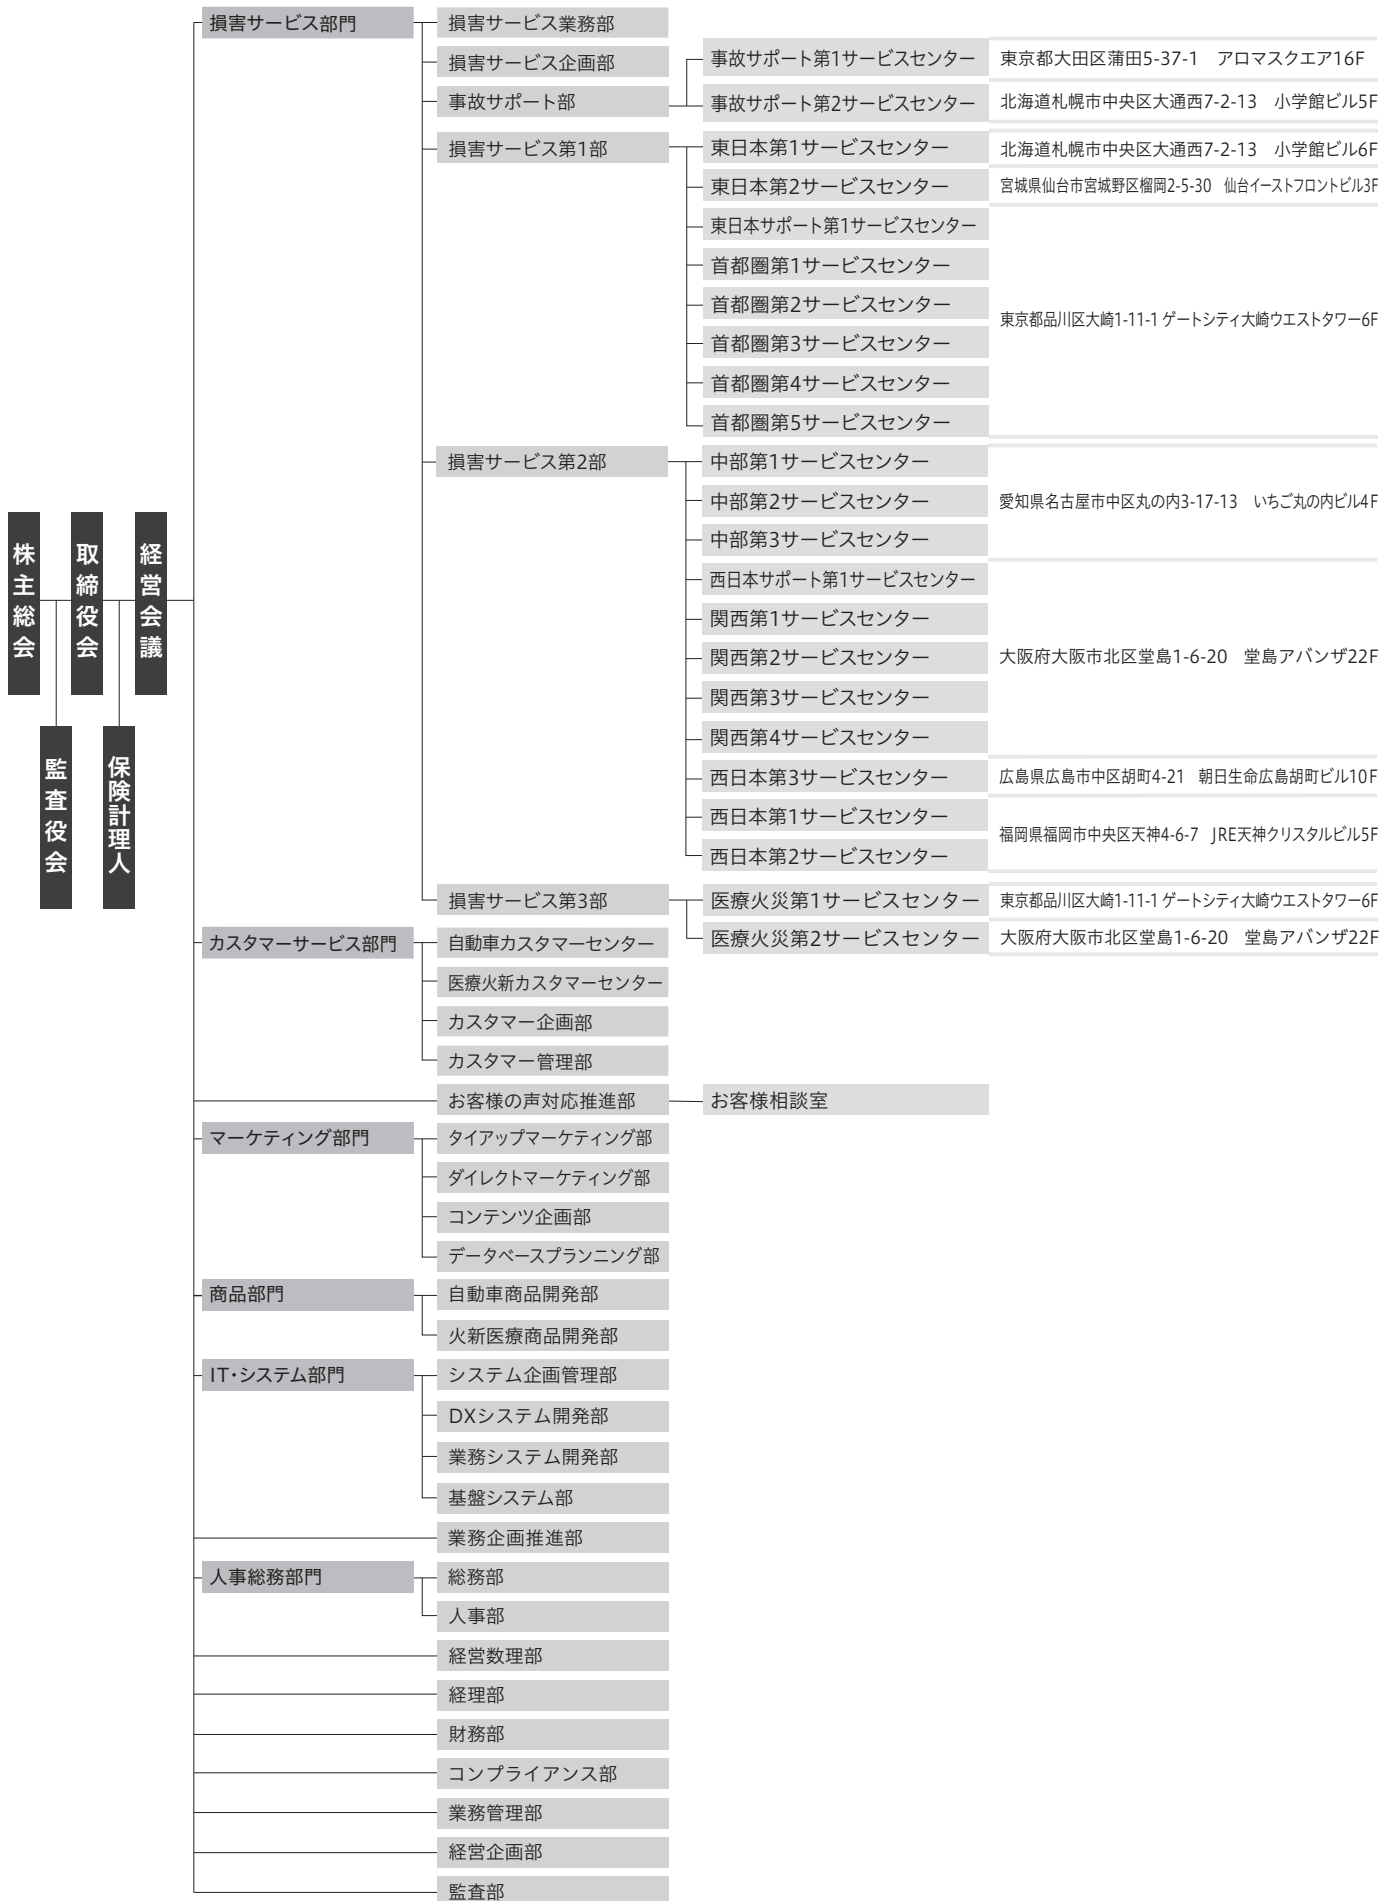 株主総会
取締役会
経営会議
監査役会
保険計理人
損害サービス部門
損害サービス業務部
損害サービス企画部
事故サポート部
事故サポート第1サービスセンター
東京都大田区蒲田5-37-1　アロマスクエア16F
事故サポート第2サービスセンター
北海道札幌市中央区大通西7-2-13　小学館ビル5F
損害サービス第1部
東日本第1サービスセンター
北海道札幌市中央区大通西7-2-13　小学館ビル6F
東日本第2サービスセンター
宮城県仙台市宮城野区榴岡2-5-30　仙台イーストフロントビル3F
東日本サポート第1サービスセンター
首都圏第1サービスセンター
首都圏第2サービスセンター
首都圏第3サービスセンター
首都圏第4サービスセンター
首都圏第5サービスセンター
東京都品川区大崎1-11-1 ゲートシティ大崎ウエストタワー6F
損害サービス第2部
中部第1サービスセンター
中部第2サービスセンター
中部第3サービスセンター
愛知県名古屋市中区丸の内3-17-13　いちご丸の内ビル4F
西日本サポート第1サービスセンター
関西第1サービスセンター
関西第2サービスセンター
関西第3サービスセンター
関西第4サービスセンター
大阪府大阪市北区堂島1-6-20　堂島アバンザ22F
西日本第3サービスセンター
広島県広島市中区胡町4-21　朝日生命広島胡町ビル10F
西日本第1サービスセンター
西日本第2サービスセンター
福岡県福岡市中央区天神4-6-7　JRE天神クリスタルビル5F
損害サービス第3部
医療火災第1サービスセンター
東京都品川区大崎1-11-1 ゲートシティ大崎ウエストタワー6F
医療火災第2サービスセンター
大阪府大阪市北区堂島1-6-20　堂島アバンザ22F
カスタマーサービス部門
自動車カスタマーセンター
医療火新カスタマーセンター
カスタマー企画部
カスタマー管理部
お客様の声対応推進部
お客様相談室
マーケティング部門
タイアップマーケティング部
ダイレクトマーケティング部
コンテンツ企画部
データベースプランニング部
商品部門
自動車商品開発部
火新医療商品開発部
IT・システム部門
システム企画管理部
DXシステム開発部
業務システム開発部
基盤システム部
業務企画推進部
人事総務部門
総務部
人事部
経営数理部
経理部
財務部
コンプライアンス部
業務管理部
経営企画部
監査部